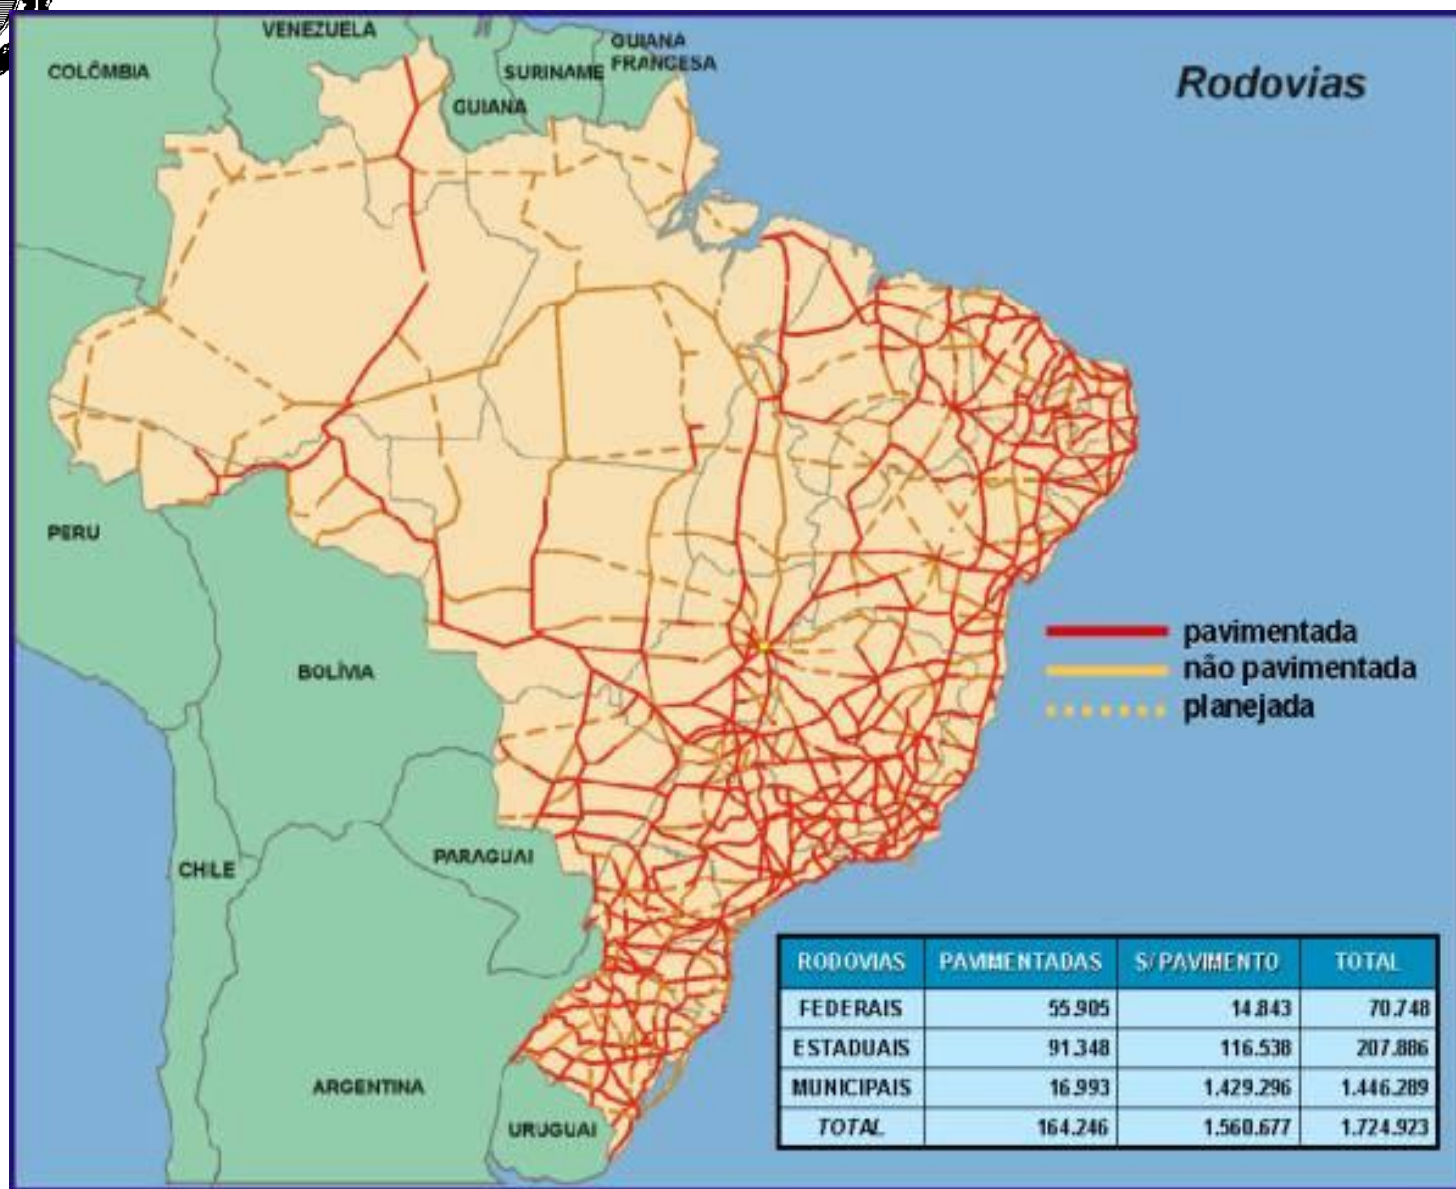 VENEZUELA
COLÔMBIA
GUIANA
FRANCESA
SURINAME
GUIANA
Rodovias
PERU
BOLÍVIA
pavimentada
não pavimentada
planejada
CHILE
PARAGUAI
ARGENTINA
URUGUAI
RODOVIAS PAVIMENTADAS S/ PAVIMENTO TOTAL
FEDERAIS 55.905 14.843 70.748
ESTADUAIS 91.348 116.538 207.886
MUNICIPAIS 16.993 1.429.296 1.446.289
TOTAL 164.246 1.560.677 1.724.923